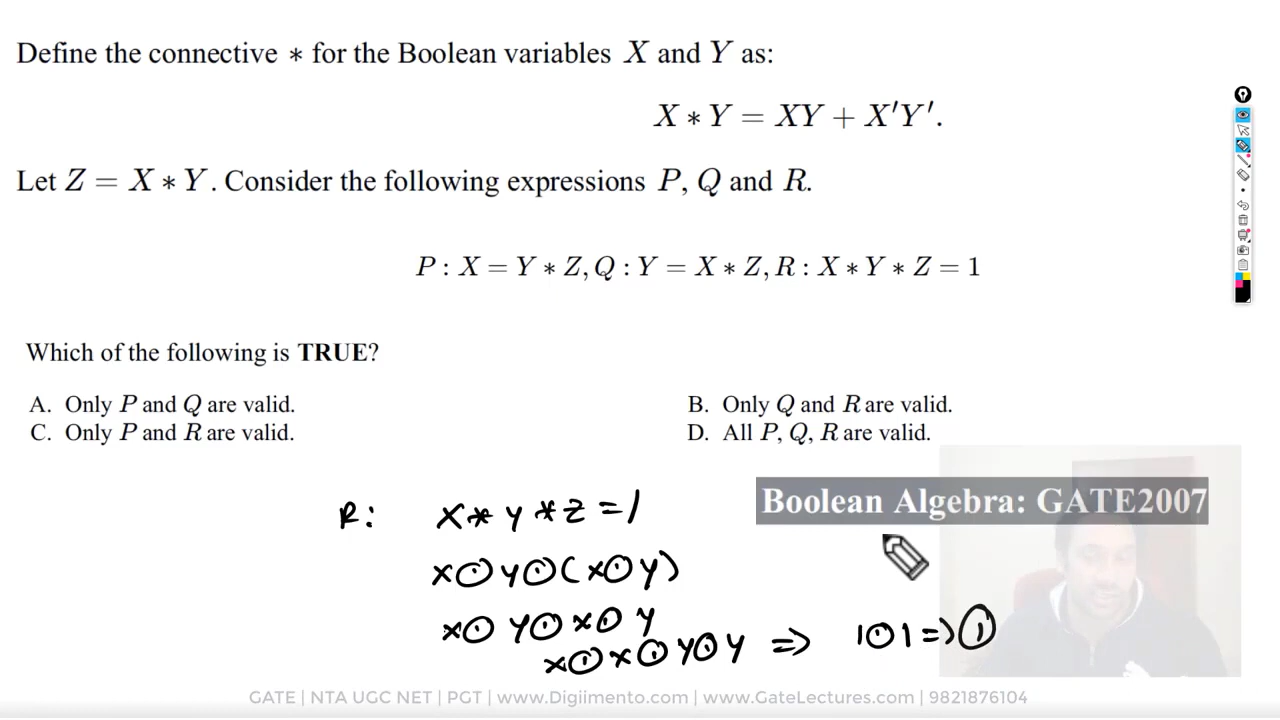 Define the connective ∗ for the Boolean variables X and Y as:
X ∗ Y = XY + X′Y′.
Let Z = X ∗ Y. Consider the following expressions P, Q and R.
P : X = Y ∗ Z, Q : Y = X ∗ Z, R : X ∗ Y ∗ Z = 1
Which of the following is TRUE?
A. Only P and Q are valid.
B. Only Q and R are valid.
C. Only P and R are valid.
D. All P, Q, R are valid.
Boolean Algebra: GATE2007
R: X * Y * Z = 1
X ⊙ Y ⊙ (X ⊙ Y)
X ⊙ Y ⊙ X ⊙ Y
X ⊙ X ⊙ Y ⊙ Y ⇒ 1 ⊙ 1 ⇒ 1
GATE | NTA UGC NET | PGT | www.Digiimento.com | www.GateLectures.com | 9821876104